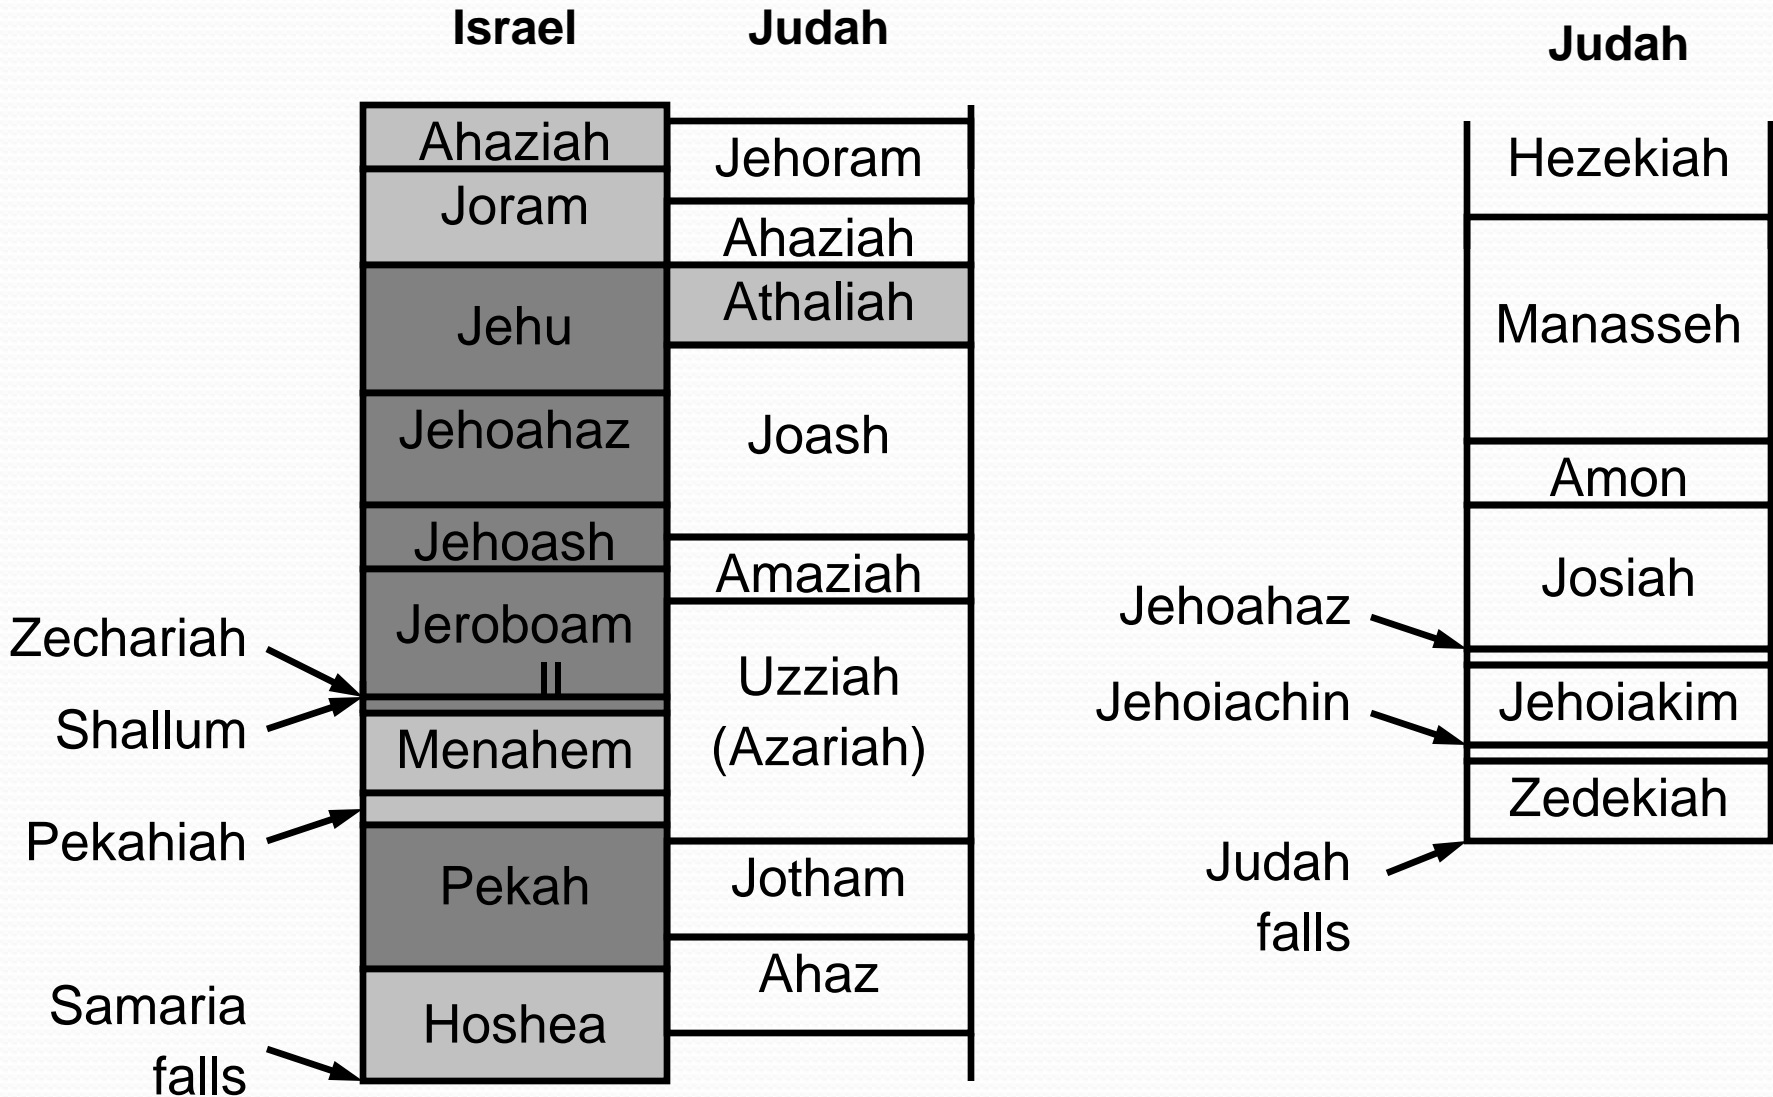 Israel
Judah
Judah
Ahaziah
Joram
Jehu
Jehoahaz
Jehoash
Jeroboam
II
Menahem
Pekah
Hoshea
Zechariah
Shallum
Pekahiah
Samaria
falls
Jehoram
Ahaziah
Athaliah
Joash
Amaziah
Uzziah
(Azariah)
Jotham
Ahaz
Hezekiah
Manasseh
Amon
Josiah
Jehoiakim
Zedekiah
Jehoahaz
Jehoiachin
Judah
falls